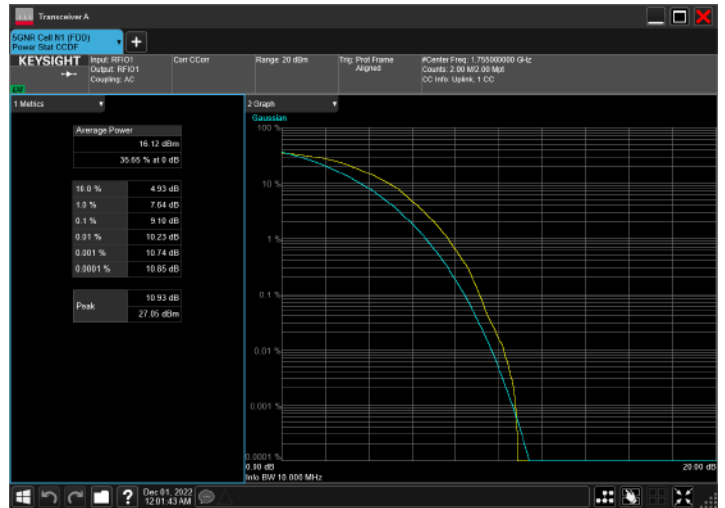 Transceiver A
5GNR Cell N1 (FDD)
Power Stat CCDF
KEYSIGHT
Input: RFIO1
Output: RFIO1
Coupling: AC
Corr CCorr
Range: 20 dBm
Trig: Prot Frame
Aligned
#Center Freq: 1.755000000 GHz
Counts: 2.00 M/2.00 Mpt
CC Info: Uplink, 1 CC
1 Metrics
Average Power
16.12 dBm
35.65 % at 0 dB
10.0 % 4.93 dB
1.0 % 7.64 dB
0.1 % 9.10 dB
0.01 % 10.23 dB
0.001 % 10.74 dB
0.0001 % 10.85 dB
Peak
10.93 dB
27.05 dBm
2 Graph
Gaussian
100 %
10 %
1 %
0.1 %
0.01 %
0.001 %
0.0001 %
0.00 dB
20.00 dB
Info BW 10.000 MHz
?
Dec 01, 2022
12:01:43 AM